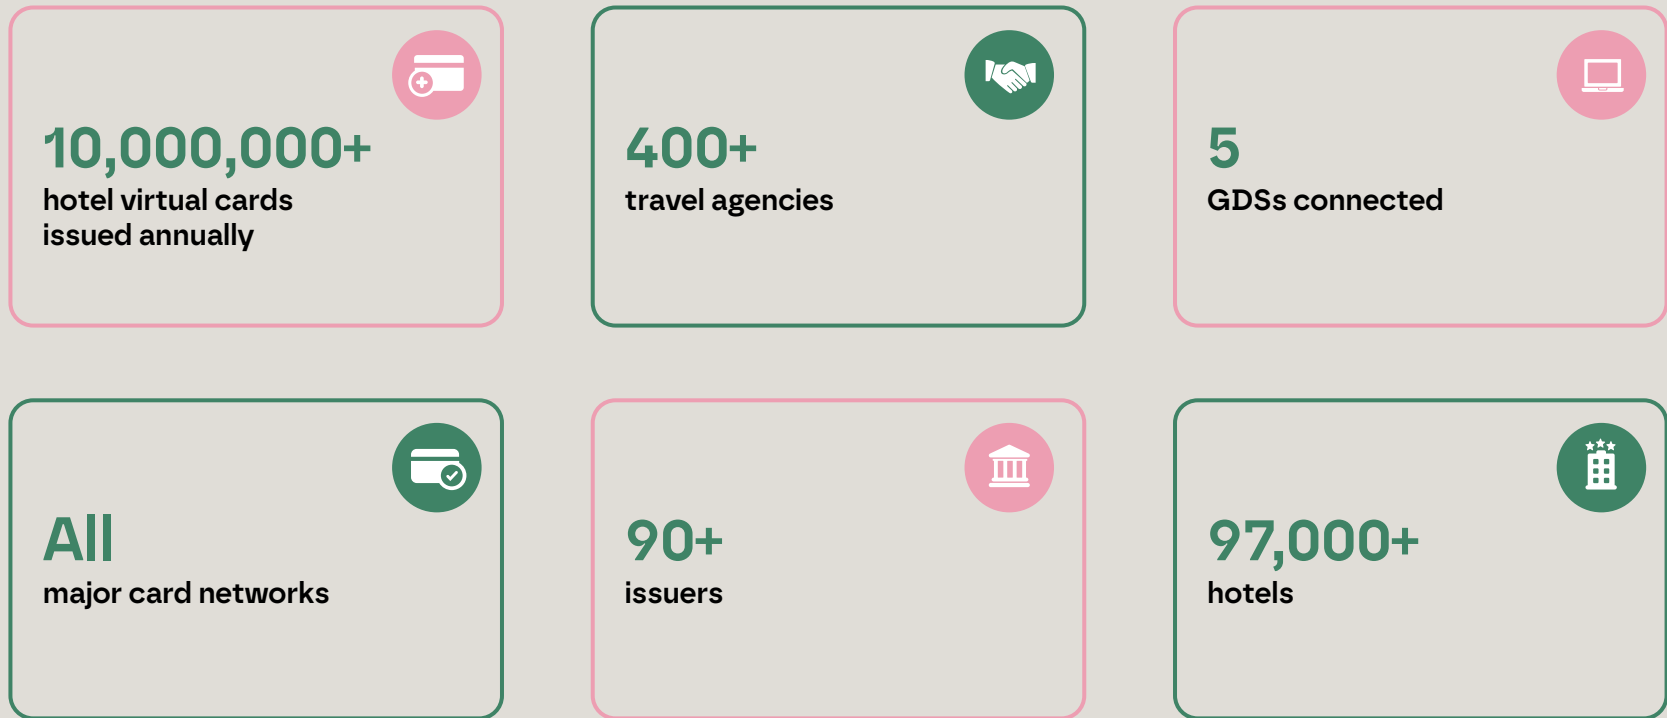 10,000,000+
hotel virtual cards
issued annually
400+
travel agencies
5
GDSs connected
All
major card networks
90+
issuers
97,000+
hotels